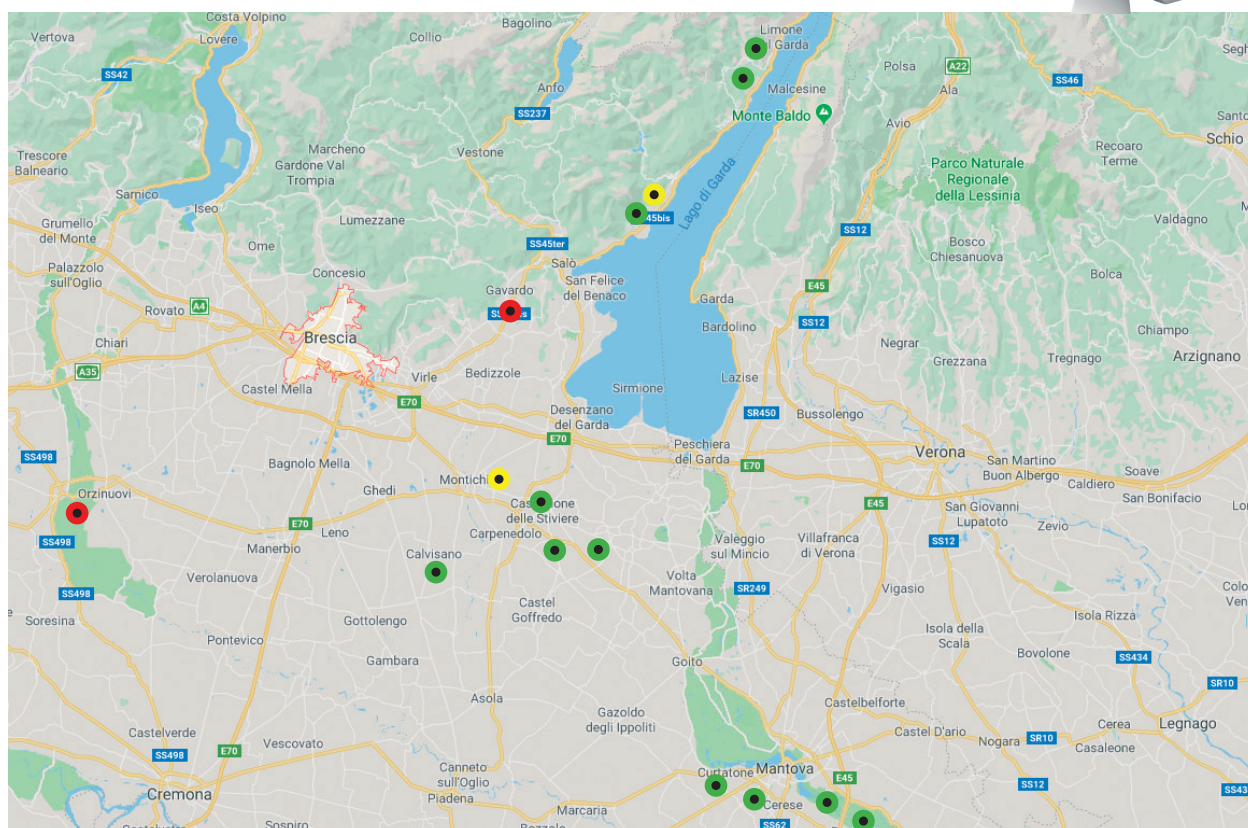 Costa Volpino
Vertova
Lovere
Collio
Bagolino
Limone
l Garda
SS42
Anfo
SS237
Polsa
A22
Ala
SS46
Malcesine
Monte Baldo
Avio
Schio
Trescore
Balneario
Marcheno
Gardone Val
Trompia
Vestone
Recoaro
Terme
Parco Naturale
Regionale
della Lessinia
Sarnico
Iseo
Lumezzane
45bis
Lago di Garda
Valdagno
Grumello
del Monte
Ome
SS45ter
SS12
Bosco
Chiesanuova
Palazzolo
sull'Oglio
Concesio
Salò
San Felice
del Benaco
Bolca
Gavardo
E45
Garda
Rovato
A4
Brescia
Bardolino
SS12
Chiampo
Chiari
Negrar
Grezzana
Tregnago
Arzignano
A35
Castel Mella
Virle
Bedizzole
Sirmione
Lazise
E70
Desenzano
del Garda
SR450
Bussolengo
E70
Peschiera
del Garda
Verona
SS498
Bagnolo Mella
E70
San Martino
Buon Albergo
Soave
Caldiero
San Bonifacio
Orzinuovi
Ghedi
Montichi
E45
San Giovanni
Lupatoto
Zevio
delle Stiviere
Carpenedolo
E70
Leno
SS498
Manerbio
Valeggio
sul Mincio
Villafranca
di Verona
SS12
Calvisano
Verolanuova
Volta
Mantovana
SR249
Vigasio
SS498
Castel
Goffredo
Soresina
Gottolengo
Isola Rizza
Pontevico
Isola della
Scala
Bovolone
SS434
Gambara
Goito
SR10
Asola
Castelbelforte
Gazoldo
degli Ippoliti
Cerea
Legnago
Castelverde
SS498
E70
Vescovato
Castel D'ario
Nogara
SR10
Casaleone
Canneto
sull'Oglio
Curtatone
Mantova
E45
SS12
Cremona
Piadena
Marcaria
Cerese
SS62
Sospiro